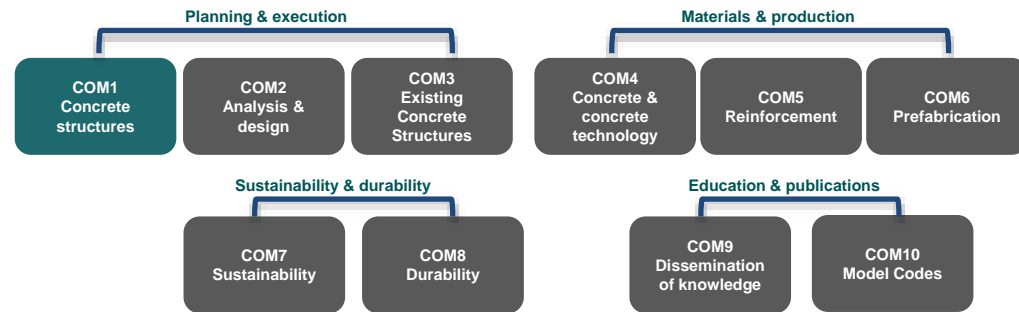 Planning & execution
Materials & production
COM1
Concrete
structures
COM2
Analysis &
design
COM3
Existing
Concrete
Structures
COM4
Concrete &
concrete
technology
COM5
Reinforcement
COM6
Prefabrication
Sustainability & durability
Education & publications
COM7
Sustainability
COM8
Durability
COM9
Dissemination
of knowledge
COM10
Model Codes